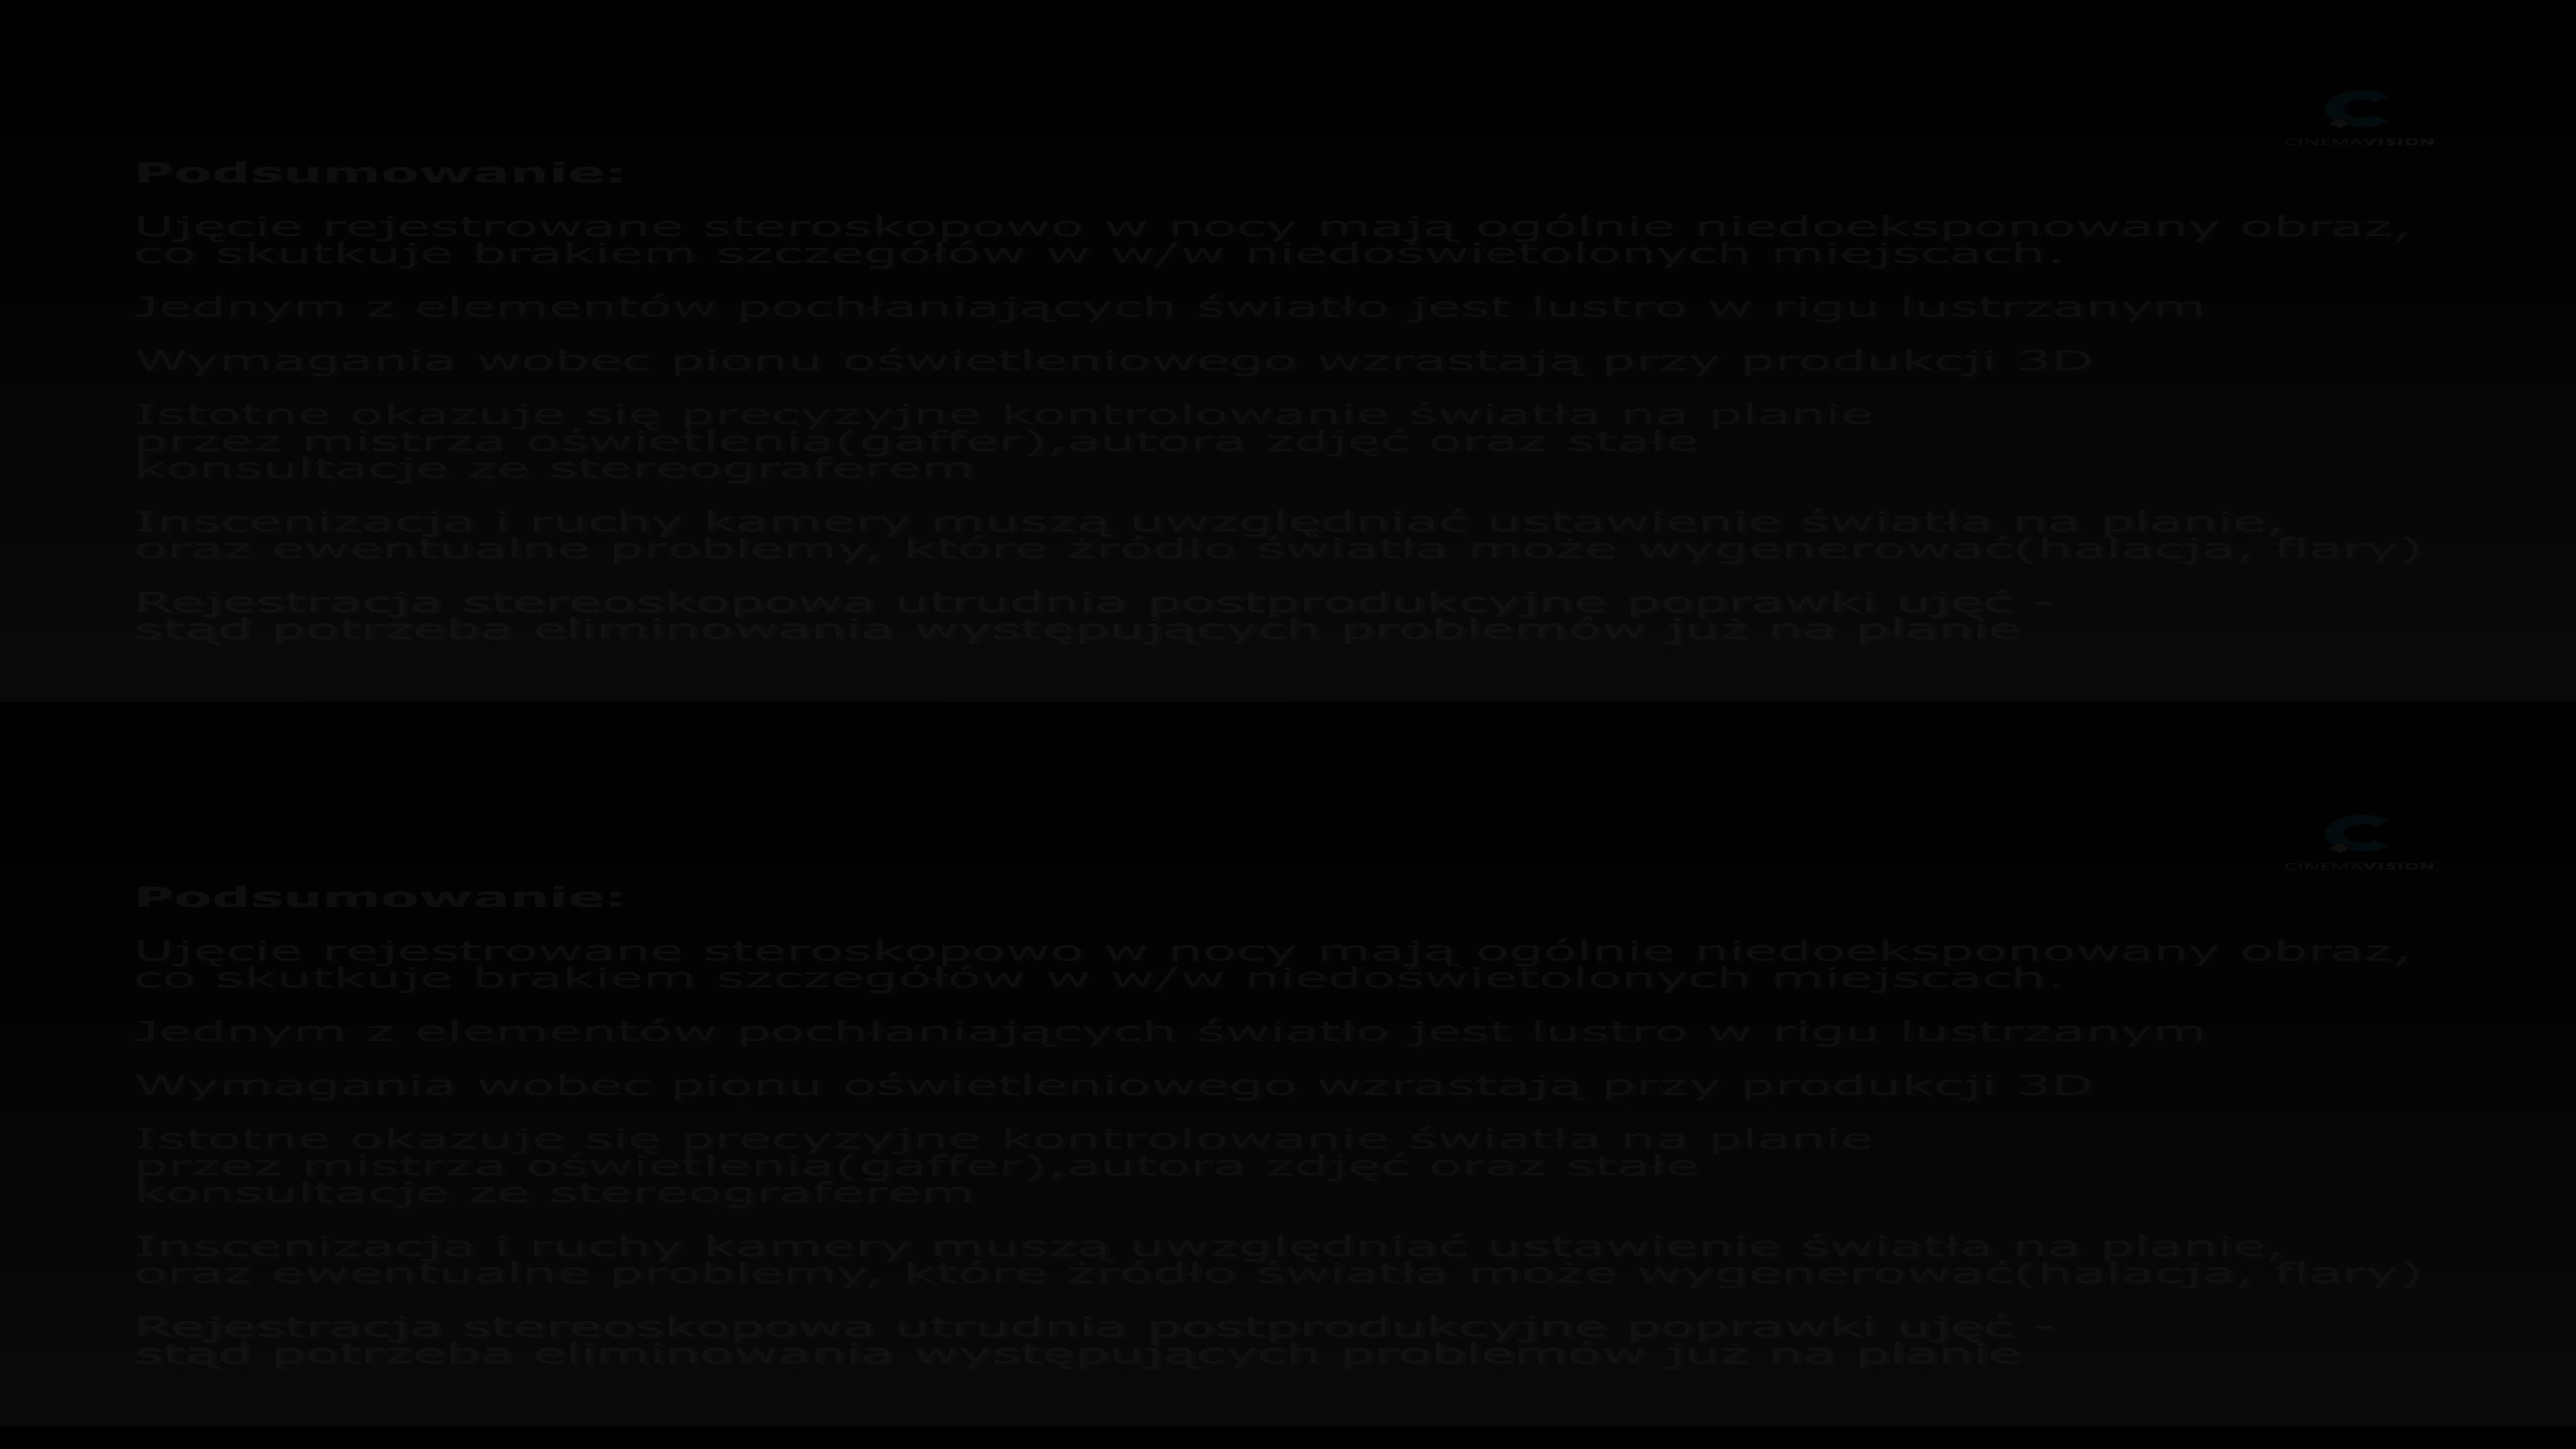 CINEMAVISION
Podsumowanie:
Ujęcie rejestrowane steroskopowo w nocy mają ogólnie niedoeksponowany obraz,
co skutkuje brakiem szczegółów w w/w niedoświetolonych miejscach.
Jednym z elementów pochłaniających światło jest lustro w rigu lustrzanym
Wymagania wobec pionu oświetleniowego wzrastają przy produkcji 3D
Istotne okazuje się precyzyjne kontrolowanie światła na planie
przez mistrza oświetlenia(gaffer),autora zdjęć oraz stałe
konsultacje ze stereograferem
Inscenizacja i ruchy kamery muszą uwzględniać ustawienie światła na planie,
oraz ewentualne problemy, które żródło światła może wygenerować(halacja, flary)
Rejestracja stereoskopowa utrudnia postprodukcyjne poprawki ujęć -
stąd potrzeba eliminowania występujących problemów już na planie
CINEMAVISION
Podsumowanie:
Ujęcie rejestrowane steroskopowo w nocy mają ogólnie niedoeksponowany obraz,
co skutkuje brakiem szczegółów w w/w niedoświetolonych miejscach.
Jednym z elementów pochłaniających światło jest lustro w rigu lustrzanym
Wymagania wobec pionu oświetleniowego wzrastają przy produkcji 3D
Istotne okazuje się precyzyjne kontrolowanie światła na planie
przez mistrza oświetlenia(gaffer),autora zdjęć oraz stałe
konsultacje ze stereograferem
Inscenizacja i ruchy kamery muszą uwzględniać ustawienie światła na planie,
oraz ewentualne problemy, które żródło światła może wygenerować(halacja, flary)
Rejestracja stereoskopowa utrudnia postprodukcyjne poprawki ujęć -
stąd potrzeba eliminowania występujących problemów już na planie